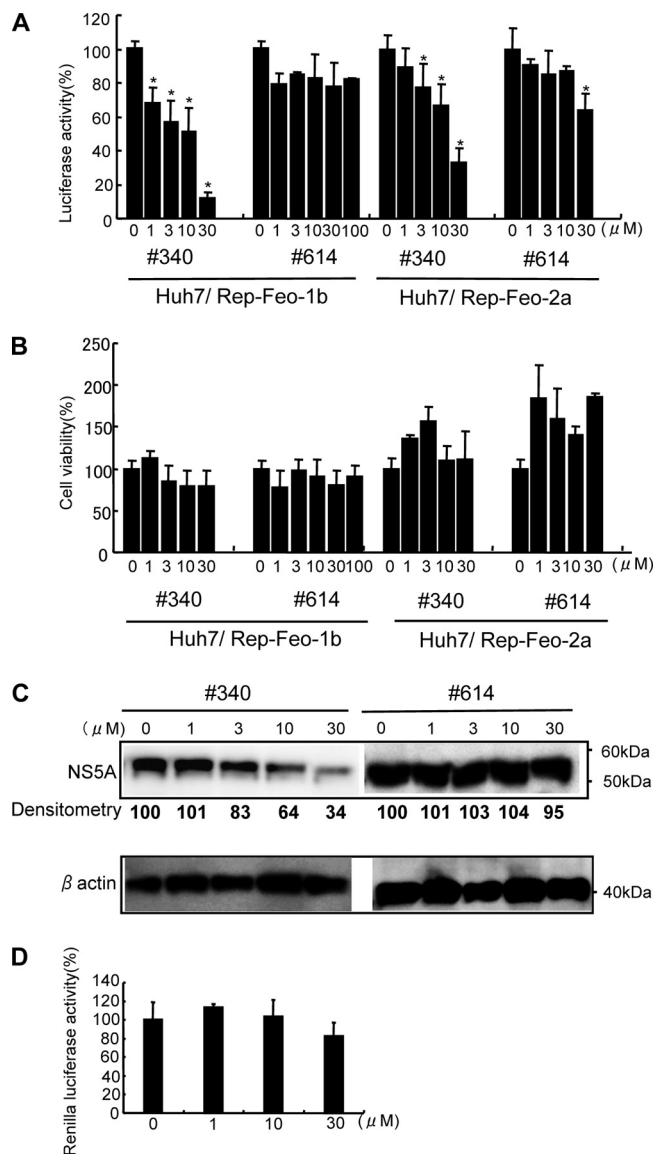 A
Luciferase activity(%)
120
100
80
60
40
20
0
* * * * * * * *
0 1 3 10 30 0 1 3 10 30 100 0 1 3 10 30 0 1 3 10 30 (μM)
#340 #614 #340 #614
Huh7/ Rep-Feo-1b Huh7/ Rep-Feo-2a
B
Cell viability(%)
250
200
150
100
50
0
0 1 3 10 30 0 1 3 10 30 100 0 1 3 10 30 0 1 3 10 30 (μM)
#340 #614 #340 #614
Huh7/ Rep-Feo-1b Huh7/ Rep-Feo-2a
C
#340 #614
(μM) 0 1 3 10 30 0 1 3 10 30
NS5A
60kDa
50kDa
Densitometry 100 101 83 64 34 100 101 103 104 95
β actin
40kDa
D
Renilla luciferase activity(%)
140
120
100
80
60
40
20
0
0 1 10 30 (μM)